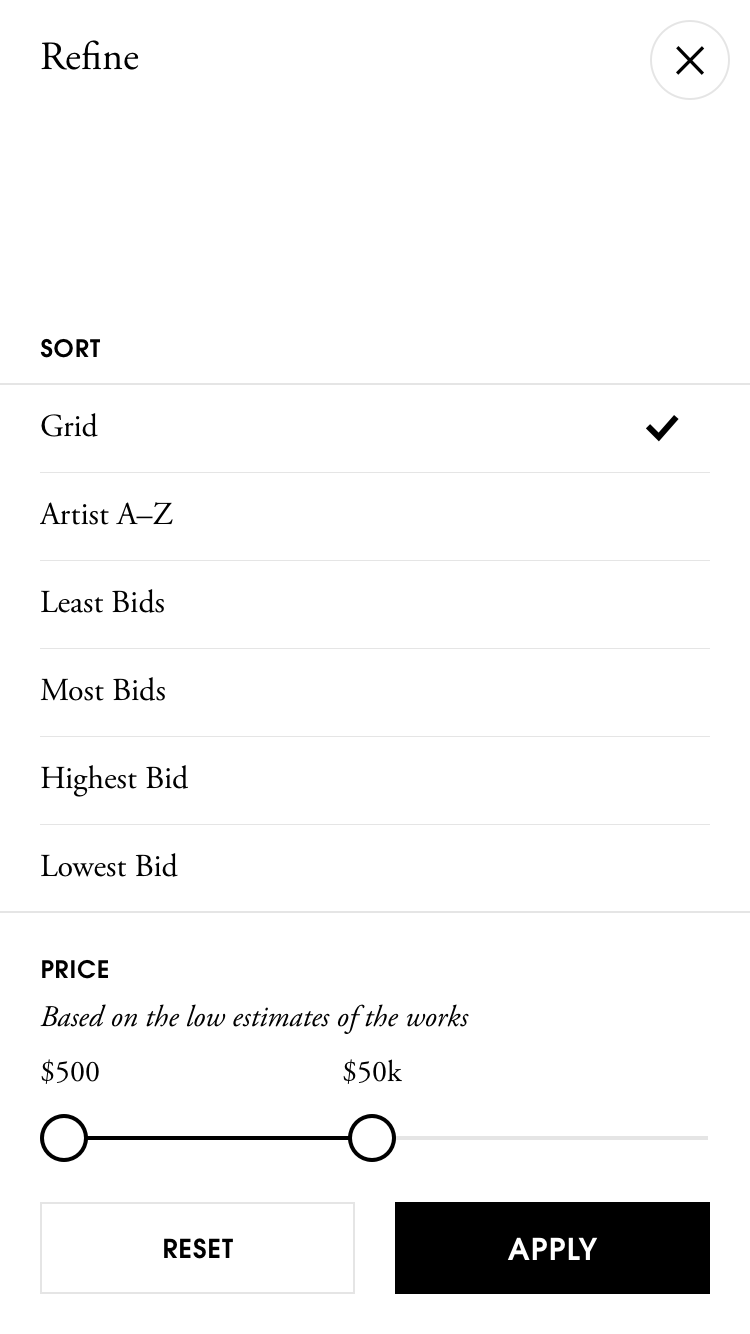 Refine
SORT
Grid
Artist A–Z
Least Bids
Most Bids
Highest Bid
Lowest Bid
PRICE
Based on the low estimates of the works
$500 $50k
RESET APPLY